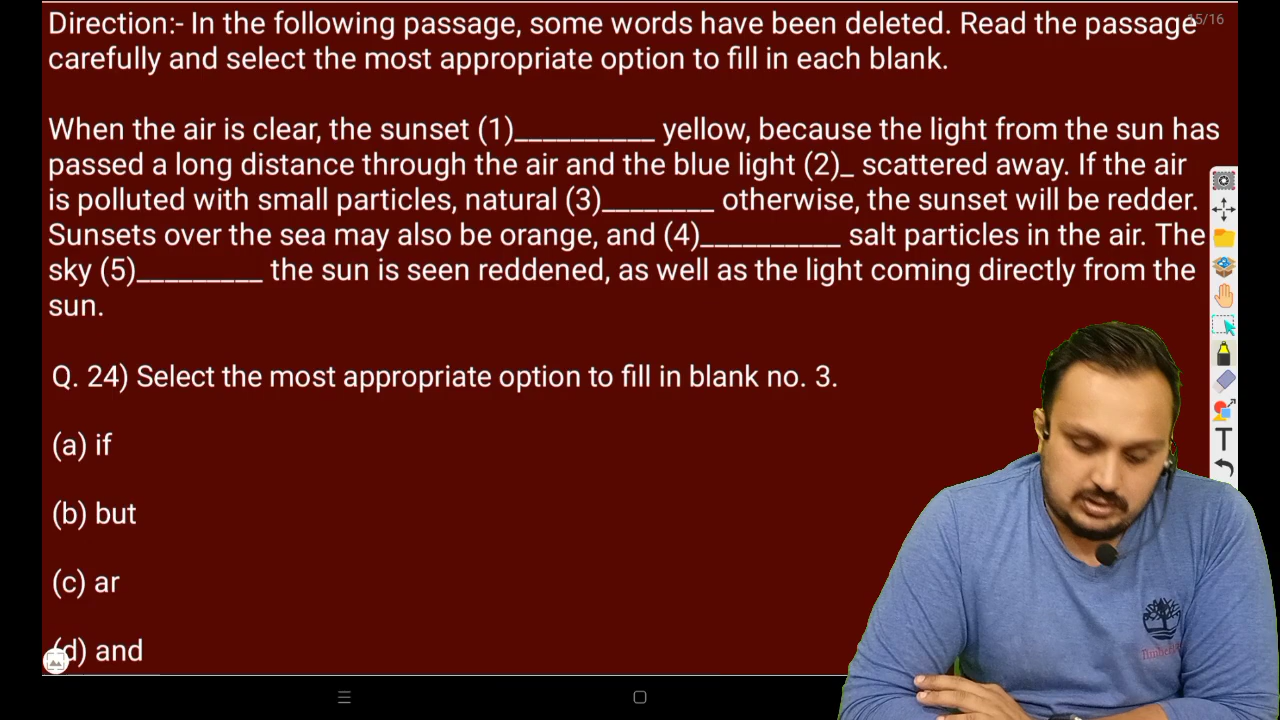 Direction:- In the following passage, some words have been deleted. Read the passage
15/16
carefully and select the most appropriate option to fill in each blank.
When the air is clear, the sunset (1)__________ yellow, because the light from the sun has
passed a long distance through the air and the blue light (2)_ scattered away. If the air
is polluted with small particles, natural (3)________ otherwise, the sunset will be redder.
Sunsets over the sea may also be orange, and (4)__________ salt particles in the air. The
sky (5)_________ the sun is seen reddened, as well as the light coming directly from the
sun.
Q. 24) Select the most appropriate option to fill in blank no. 3.
(a) if
(b) but
(c) ar
(d) and
T